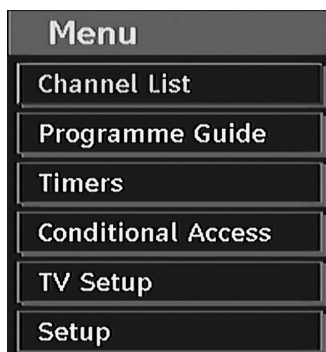 Menu
Channel List
Programme Guide
Timers
Conditional Access
TV Setup
Setup